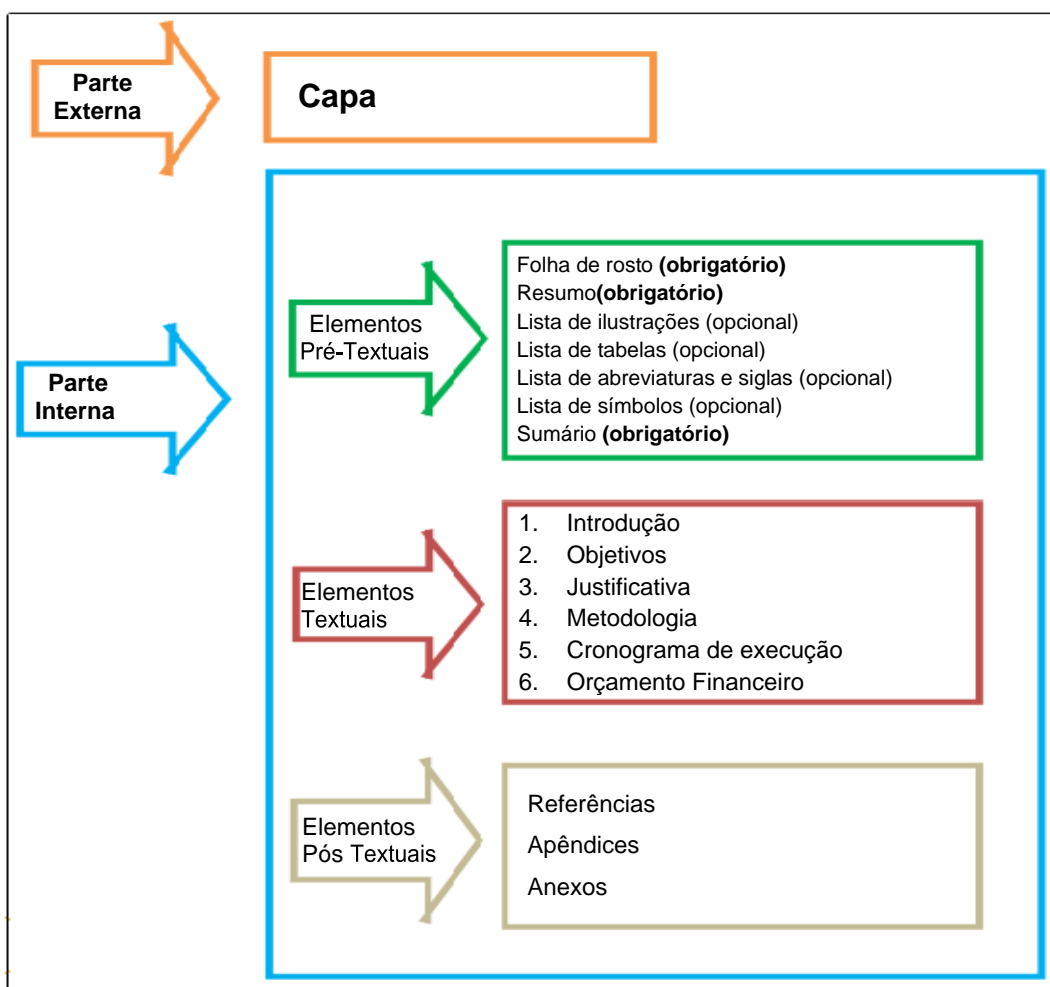 Parte
Externa
Capa
Parte
Interna
Elementos
Pré-Textuais
Folha de rosto (obrigatório)
Resumo(obrigatório)
Lista de ilustrações (opcional)
Lista de tabelas (opcional)
Lista de abreviaturas e siglas (opcional)
Lista de símbolos (opcional)
Sumário (obrigatório)
Elementos
Textuais
1. Introdução
2. Objetivos
3. Justificativa
4. Metodologia
5. Cronograma de execução
6. Orçamento Financeiro
Elementos
Pós Textuais
Referências
Apêndices
Anexos